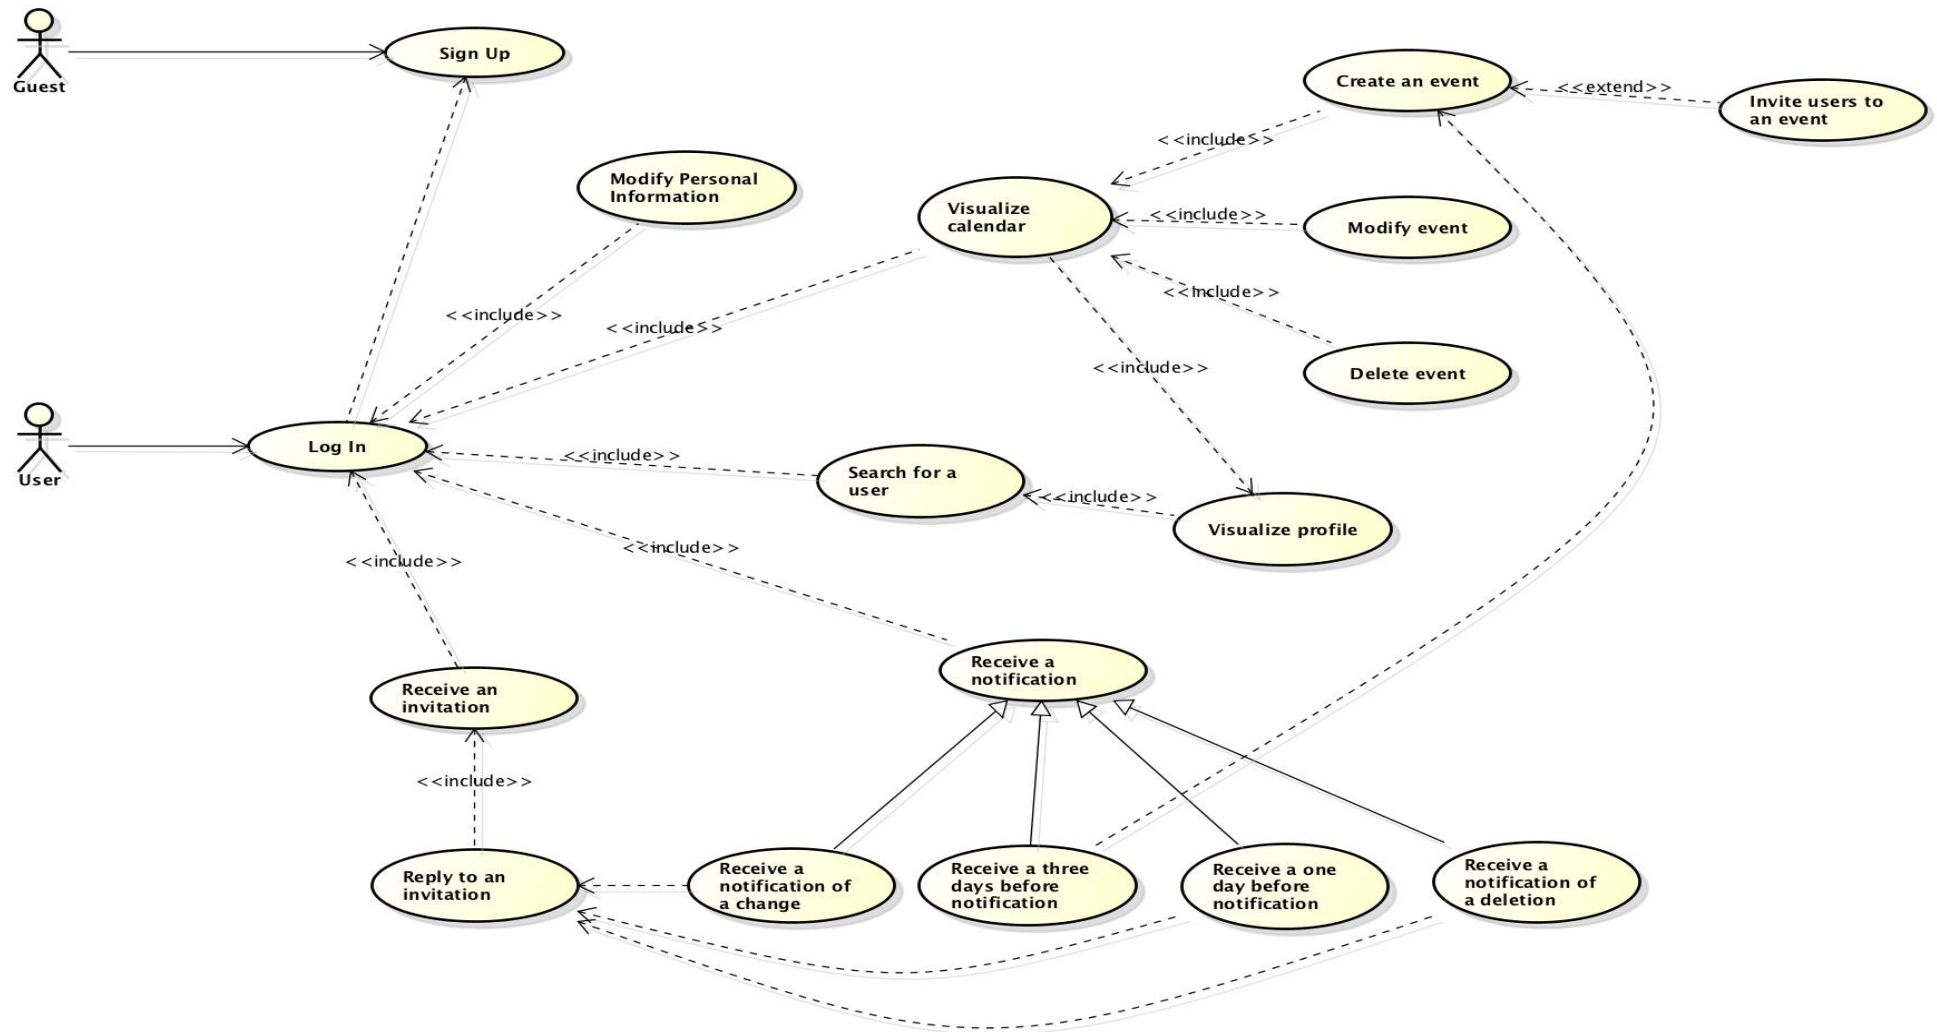 Guest
Sign Up
Create an event
<<extend>>
Invite users to
an event
<<include>>
Modify Personal
Information
Visualize
calendar
<<include>>
Modify event
<<include>>
<<include>>
<<include>>
<<include>>
Delete event
User
Log In
<<include>>
Search for a
user
<<include>>
Visualize profile
<<include>>
<<include>>
Receive an
invitation
Receive a
notification
<<include>>
Reply to an
invitation
Receive a
notification of
a change
Receive a three
days before
notification
Receive a one
day before
notification
Receive a
notification of
a deletion